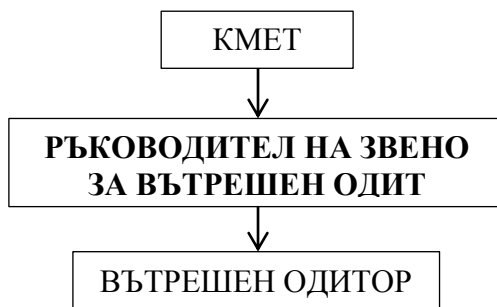 КМЕТ
РЪКОВОДИТЕЛ НА ЗВЕНО
ЗА ВЪТРЕШЕН ОДИТ
ВЪТРЕШЕН ОДИТОР